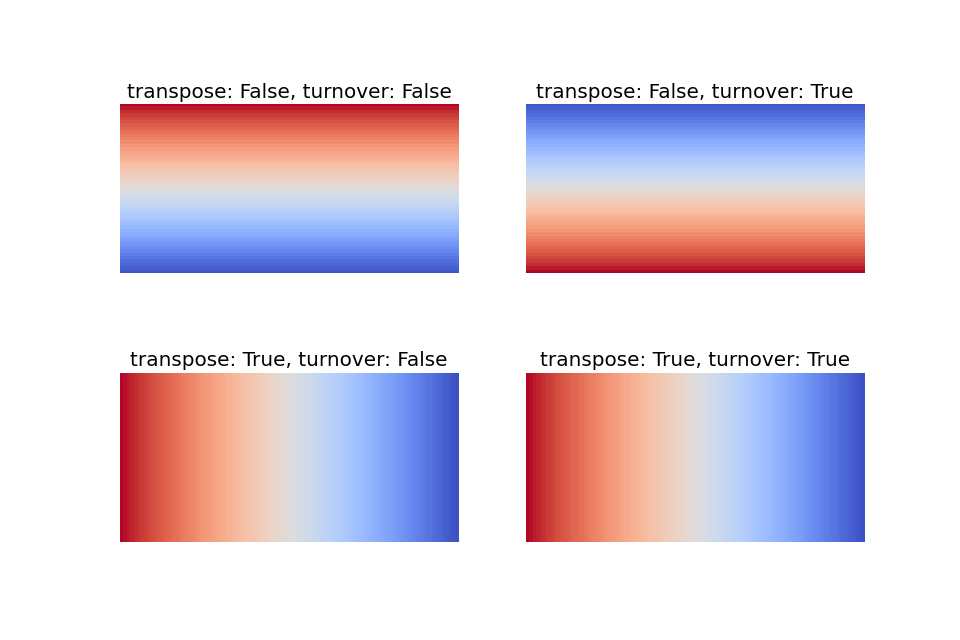 transpose: False, turnover: False
transpose: False, turnover: True
transpose: True, turnover: False
transpose: True, turnover: True